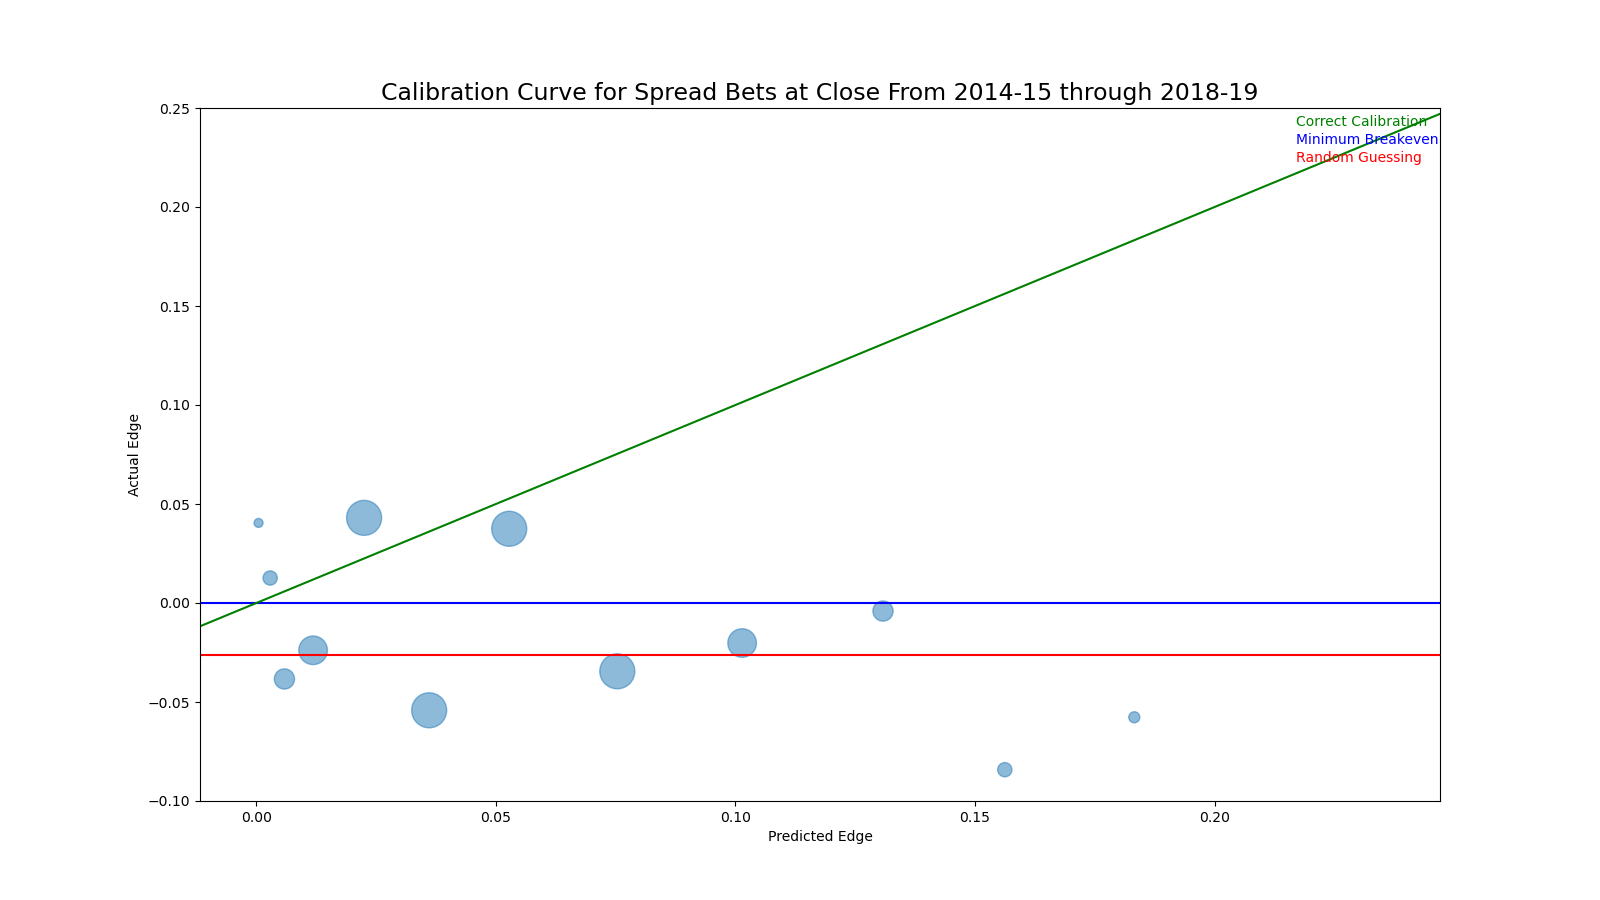 Calibration Curve for Spread Bets at Close From 2014-15 through 2018-19
Correct Calibration
Minimum Breakeven
Random Guessing
0.25
0.20
0.15
0.10
0.05
0.00
−0.05
−0.10
Actual Edge
0.00 0.05 0.10 0.15 0.20
Predicted Edge